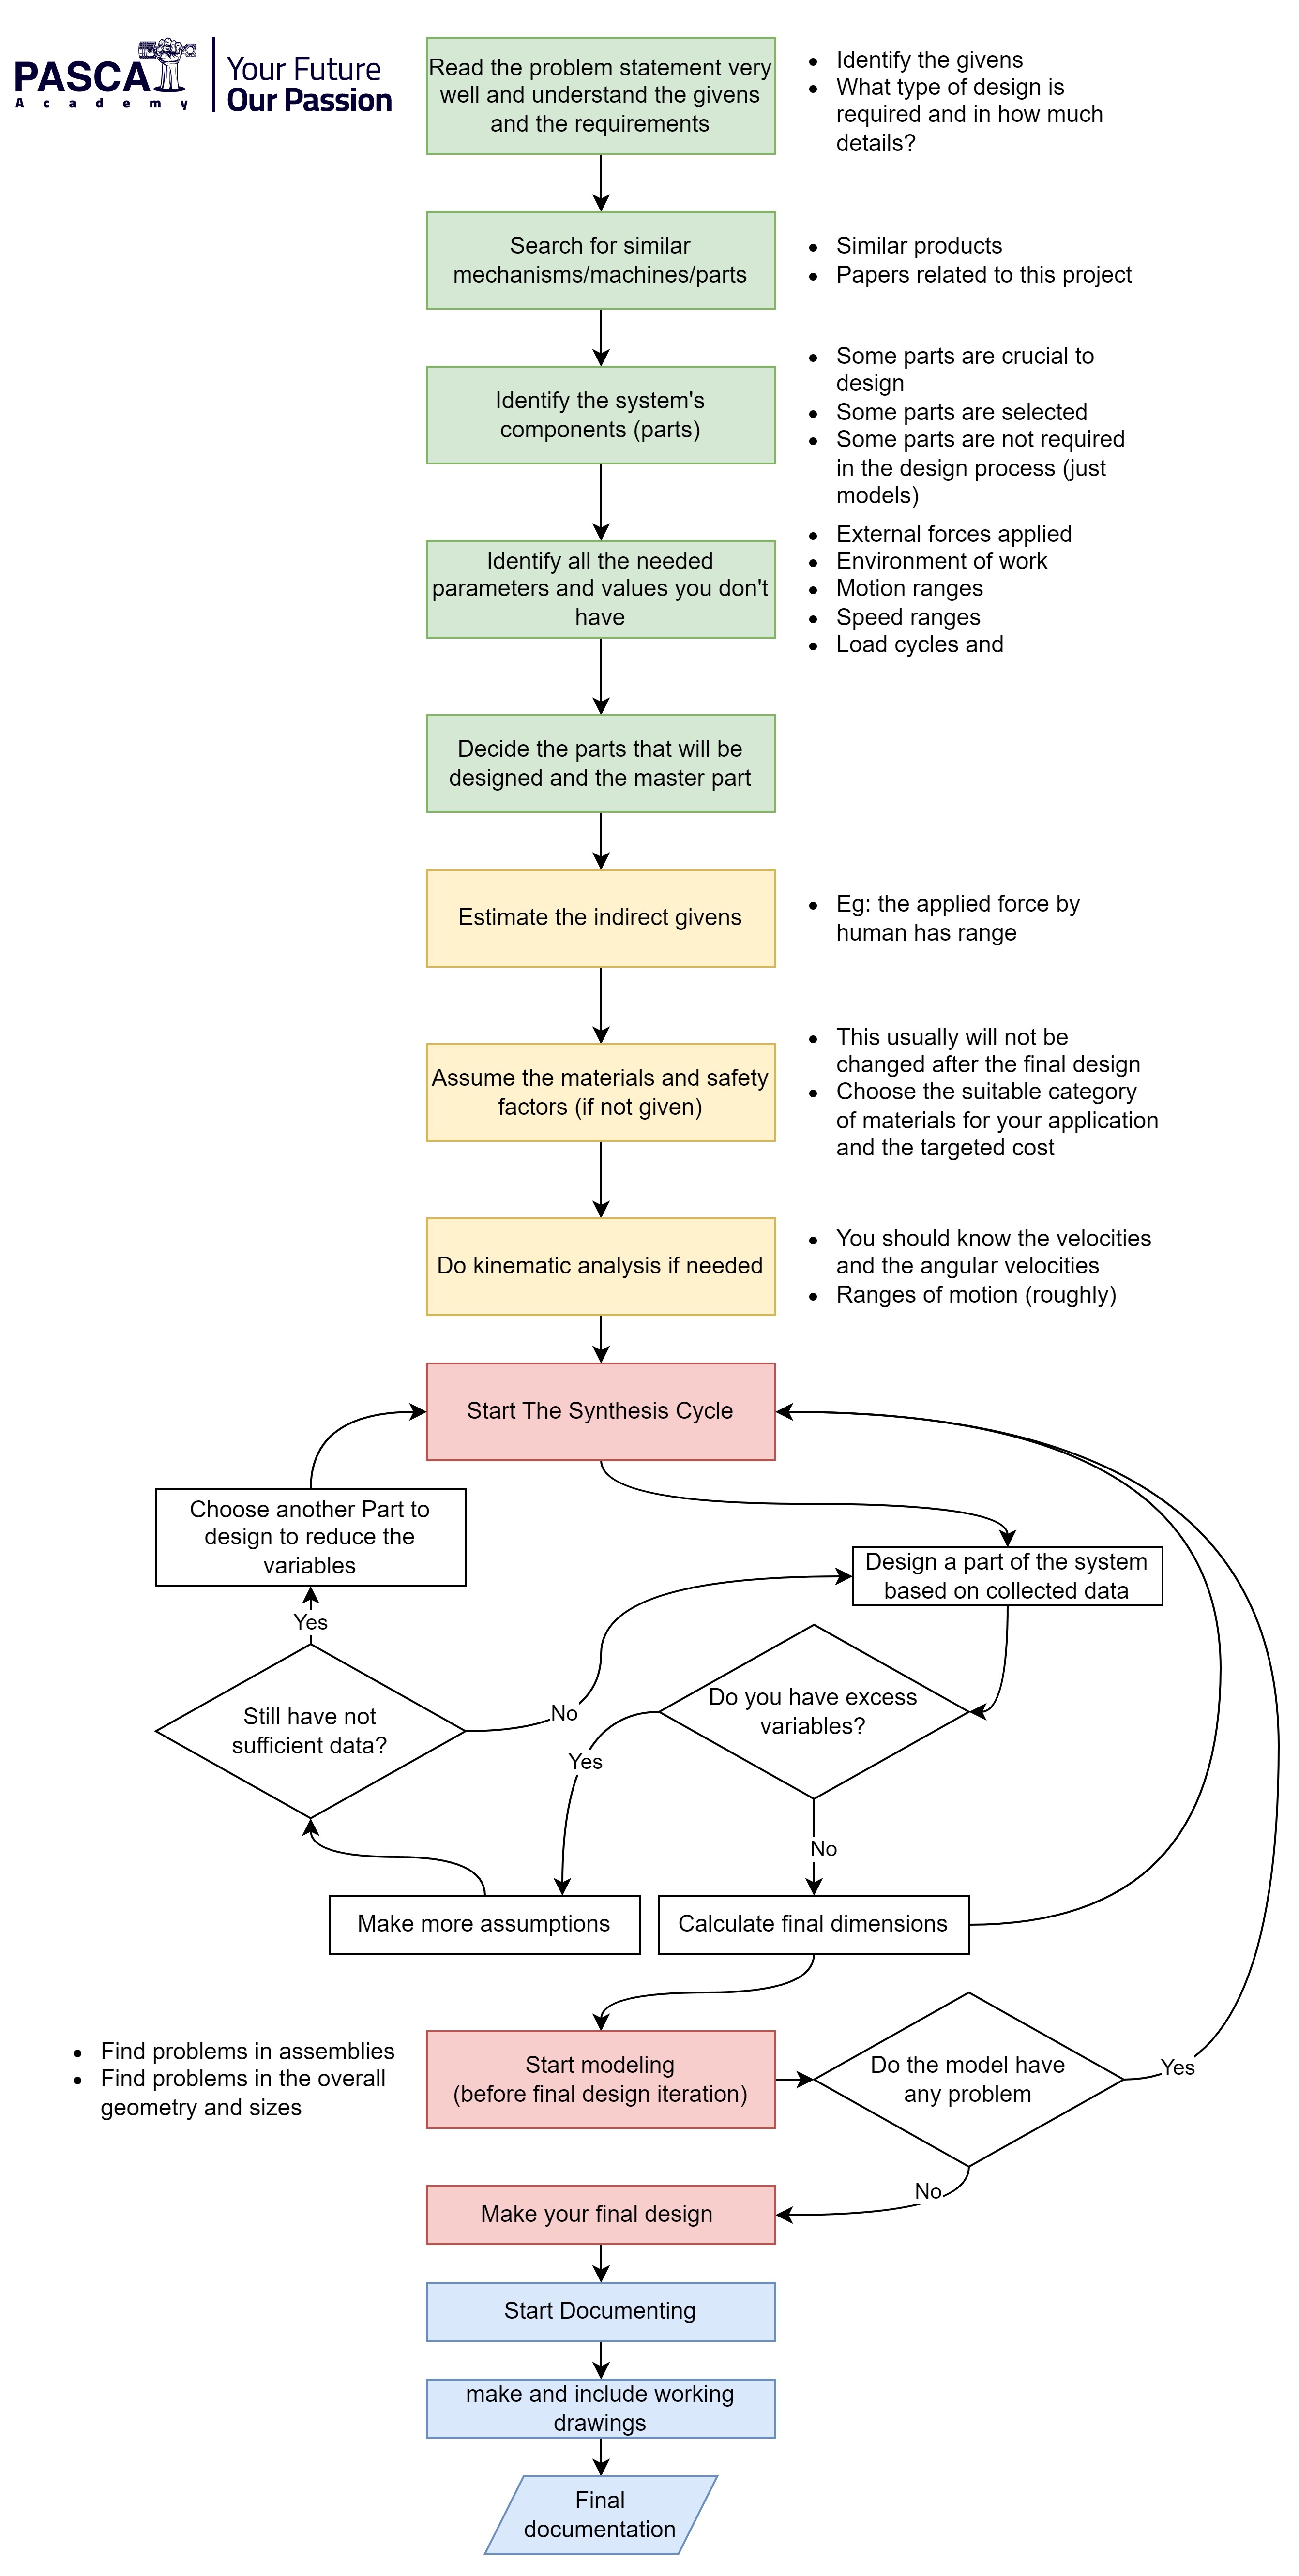 PASCA
Academy
Your Future
Our Passion
Read the problem statement very
well and understand the givens
and the requirements
Identify the givens
What type of design is
required and in how much
details?
Search for similar
mechanisms/machines/parts
Similar products
Papers related to this project
Identify the system's
components (parts)
Some parts are crucial to
design
Some parts are selected
Some parts are not required
in the design process (just
models)
Identify all the needed
parameters and values you don't
have
External forces applied
Environment of work
Motion ranges
Speed ranges
Load cycles and
Decide the parts that will be
designed and the master part
Estimate the indirect givens
Eg: the applied force by
human has range
Assume the materials and safety
factors (if not given)
This usually will not be
changed after the final design
Choose the suitable category
of materials for your application
and the targeted cost
Do kinematic analysis if needed
You should know the velocities
and the angular velocities
Ranges of motion (roughly)
Start The Synthesis Cycle
Choose another Part to
design to reduce the
variables
Design a part of the system
based on collected data
Yes
Still have not
sufficient data?
No
Do you have excess
variables?
Yes
No
Make more assumptions
Calculate final dimensions
Find problems in assemblies
Find problems in the overall
geometry and sizes
Start modeling
(before final design iteration)
Do the model have
any problem
Yes
No
Make your final design
Start Documenting
make and include working
drawings
Final
documentation